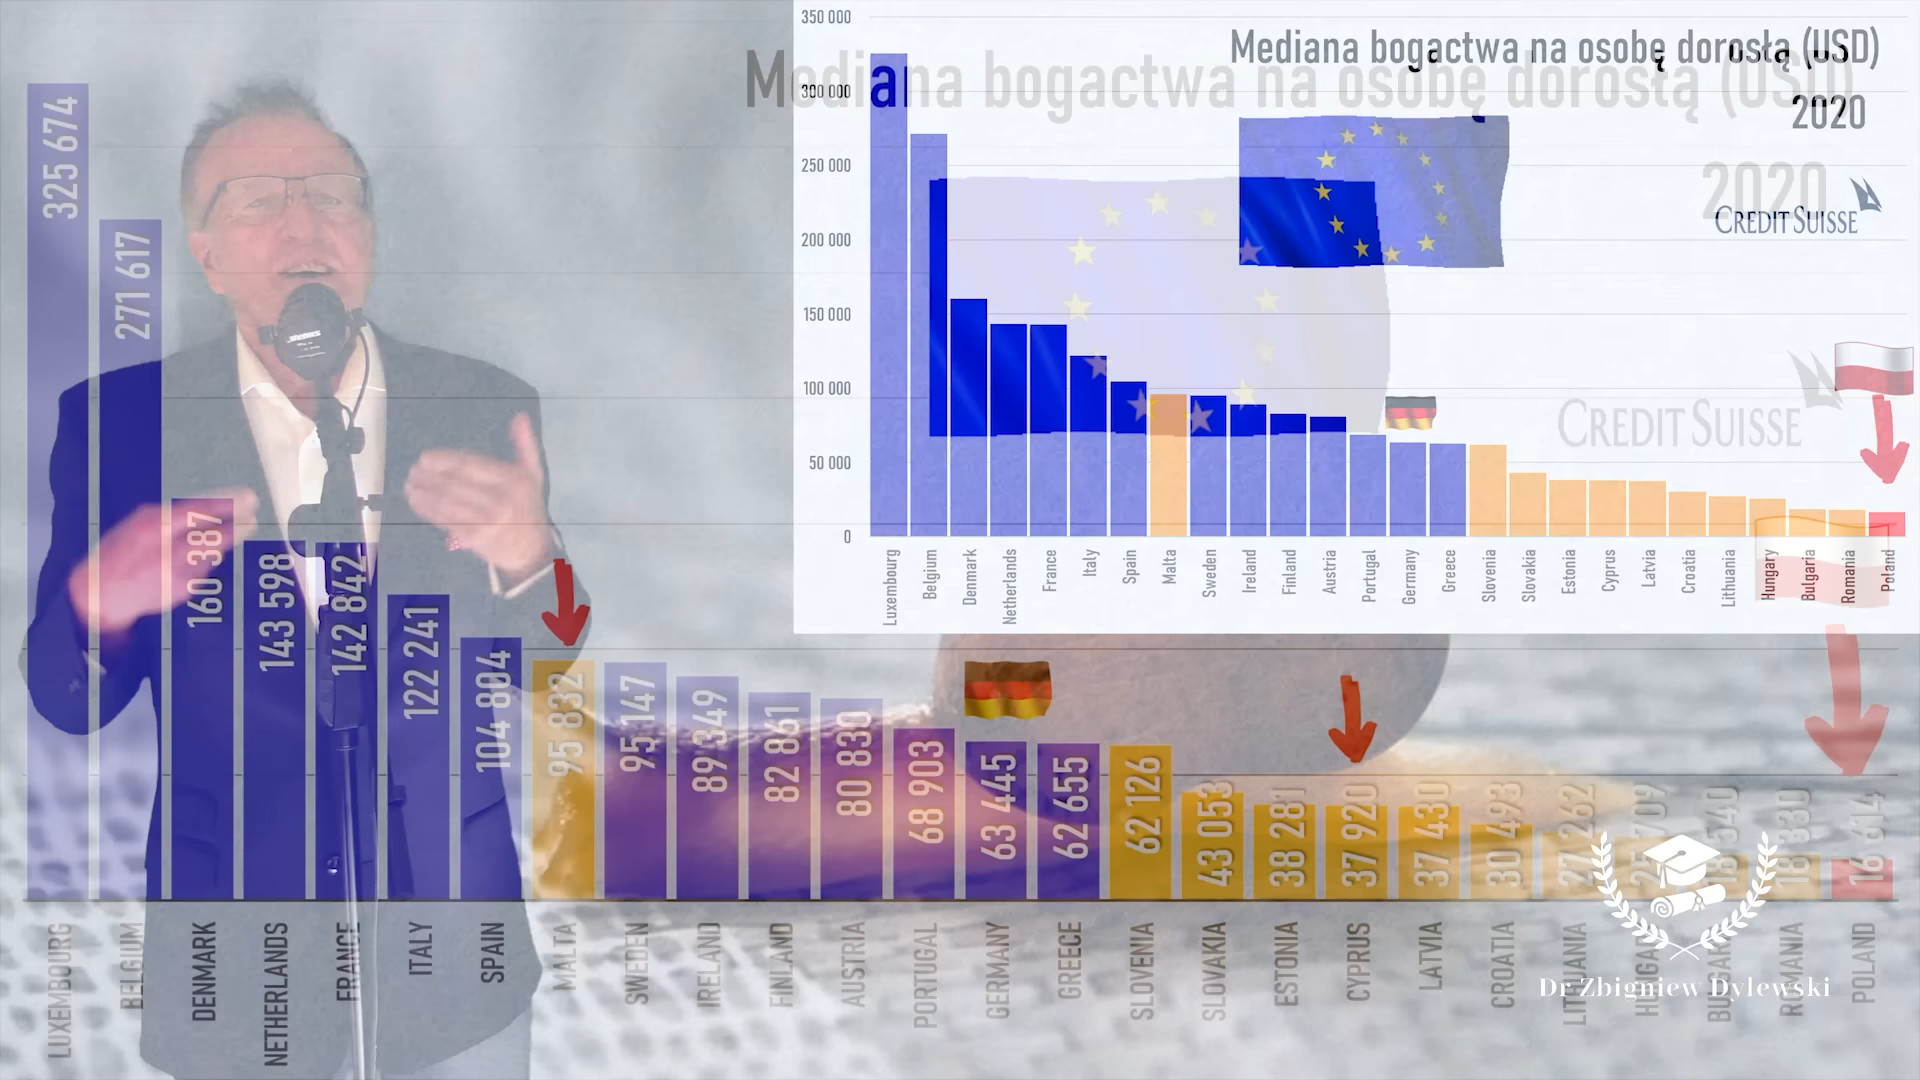 Mediana bogactwa na osobę dorosłą (USD)
2020
CREDIT SUISSE
350 000
300 000
250 000
200 000
150 000
100 000
50 000
0
Luxembourg
Belgium
Denmark
Netherlands
France
Italy
Spain
Malta
Sweden
Ireland
Finland
Austria
Portugal
Germany
Greece
Slovenia
Slovakia
Estonia
Cyprus
Latvia
Croatia
Lithuania
Hungary
Bulgaria
Romania
Poland
Mediana bogactwa na osobę dorosłą (USD)
2020
CREDIT SUISSE
325 674
271 617
160 387
143 598
142 842
122 241
104 804
95 832
95 147
89 349
82 861
80 830
68 903
63 445
62 655
62 126
43 053
38 281
37 920
37 430
30 493
27 262
18 330
16 614
LUXEMBOURG
BELGIUM
DENMARK
NETHERLANDS
FRANCE
ITALY
SPAIN
MALTA
SWEDEN
IRELAND
FINLAND
AUSTRIA
PORTUGAL
GERMANY
GREECE
SLOVENIA
SLOVAKIA
ESTONIA
CYPRUS
LATVIA
CROATIA
LITHUANIA
ROMANIA
POLAND
Dr Zbigniew Dylewski